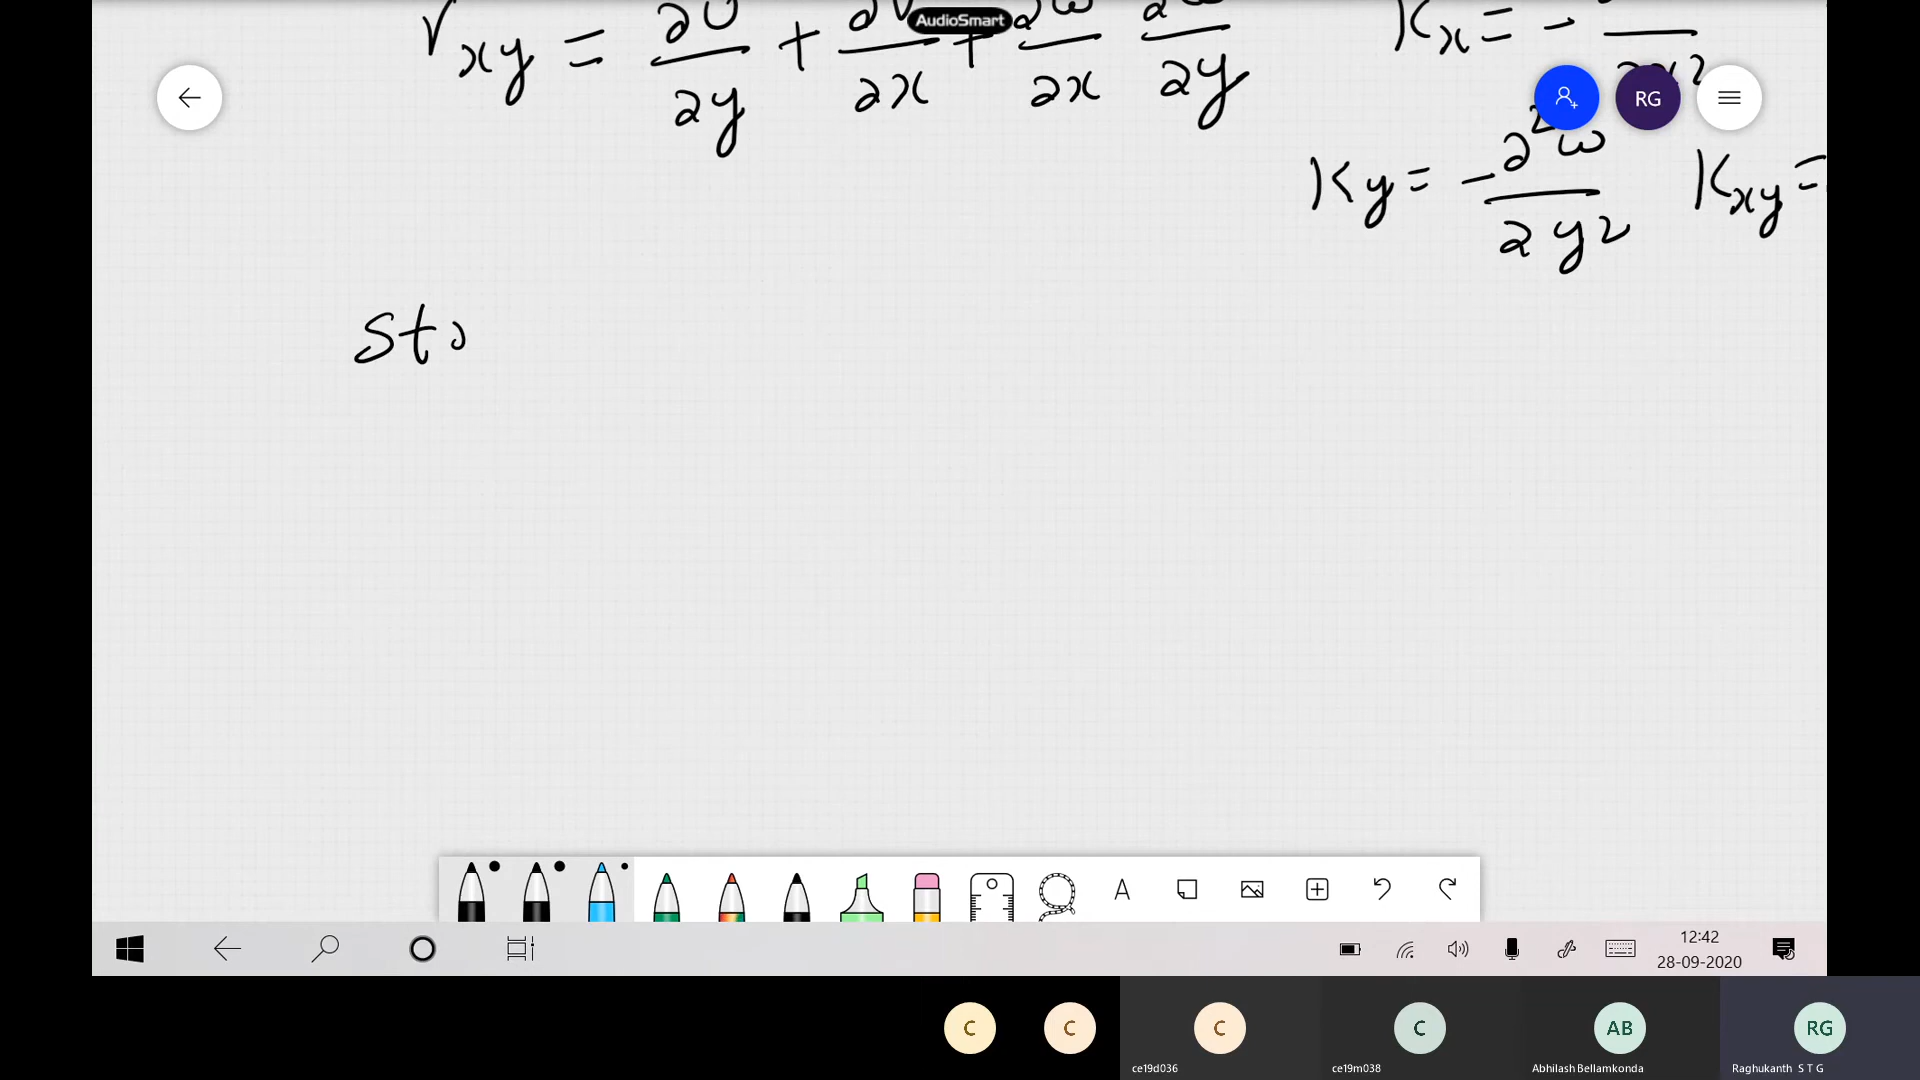 AudioSmart
γxy = ∂U/∂y + ∂V/∂x + ∂w/∂x ∂w/∂y
Kx = -
RG
Ky = -∂²w/∂y² Kxy =
st
A
12:42
28-09-2020
C C C C AB RG
ce19d036 ce19m038 Abhilash Bellamkonda Raghukanth S T G